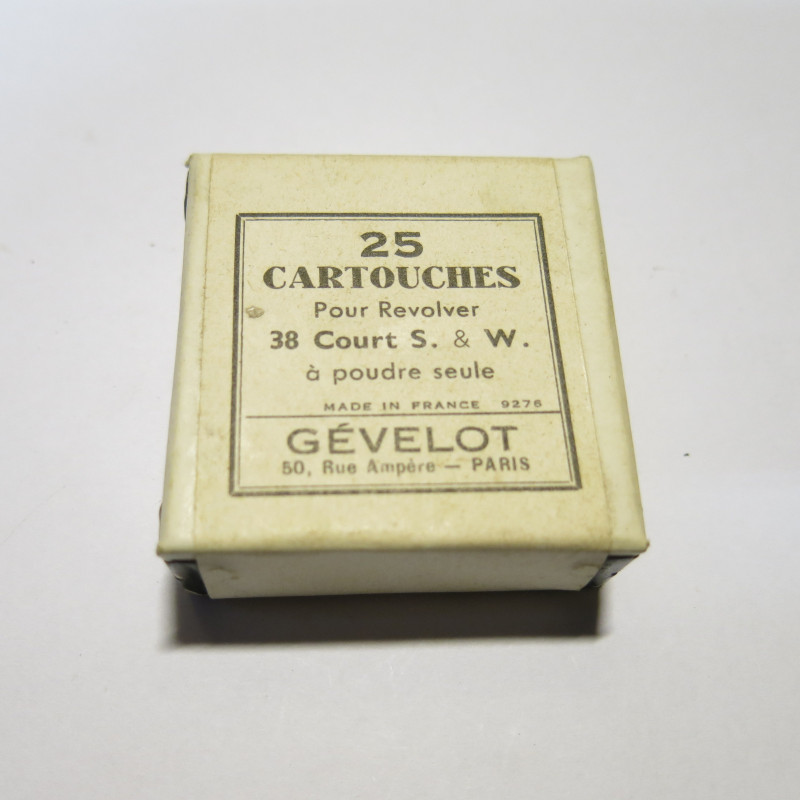 25
CARTOUCHES
Pour Revolver
38 Court S. & W.
à poudre seule
MADE IN FRANCE 9276
GÉVELOT
50, Rue Ampère — PARIS